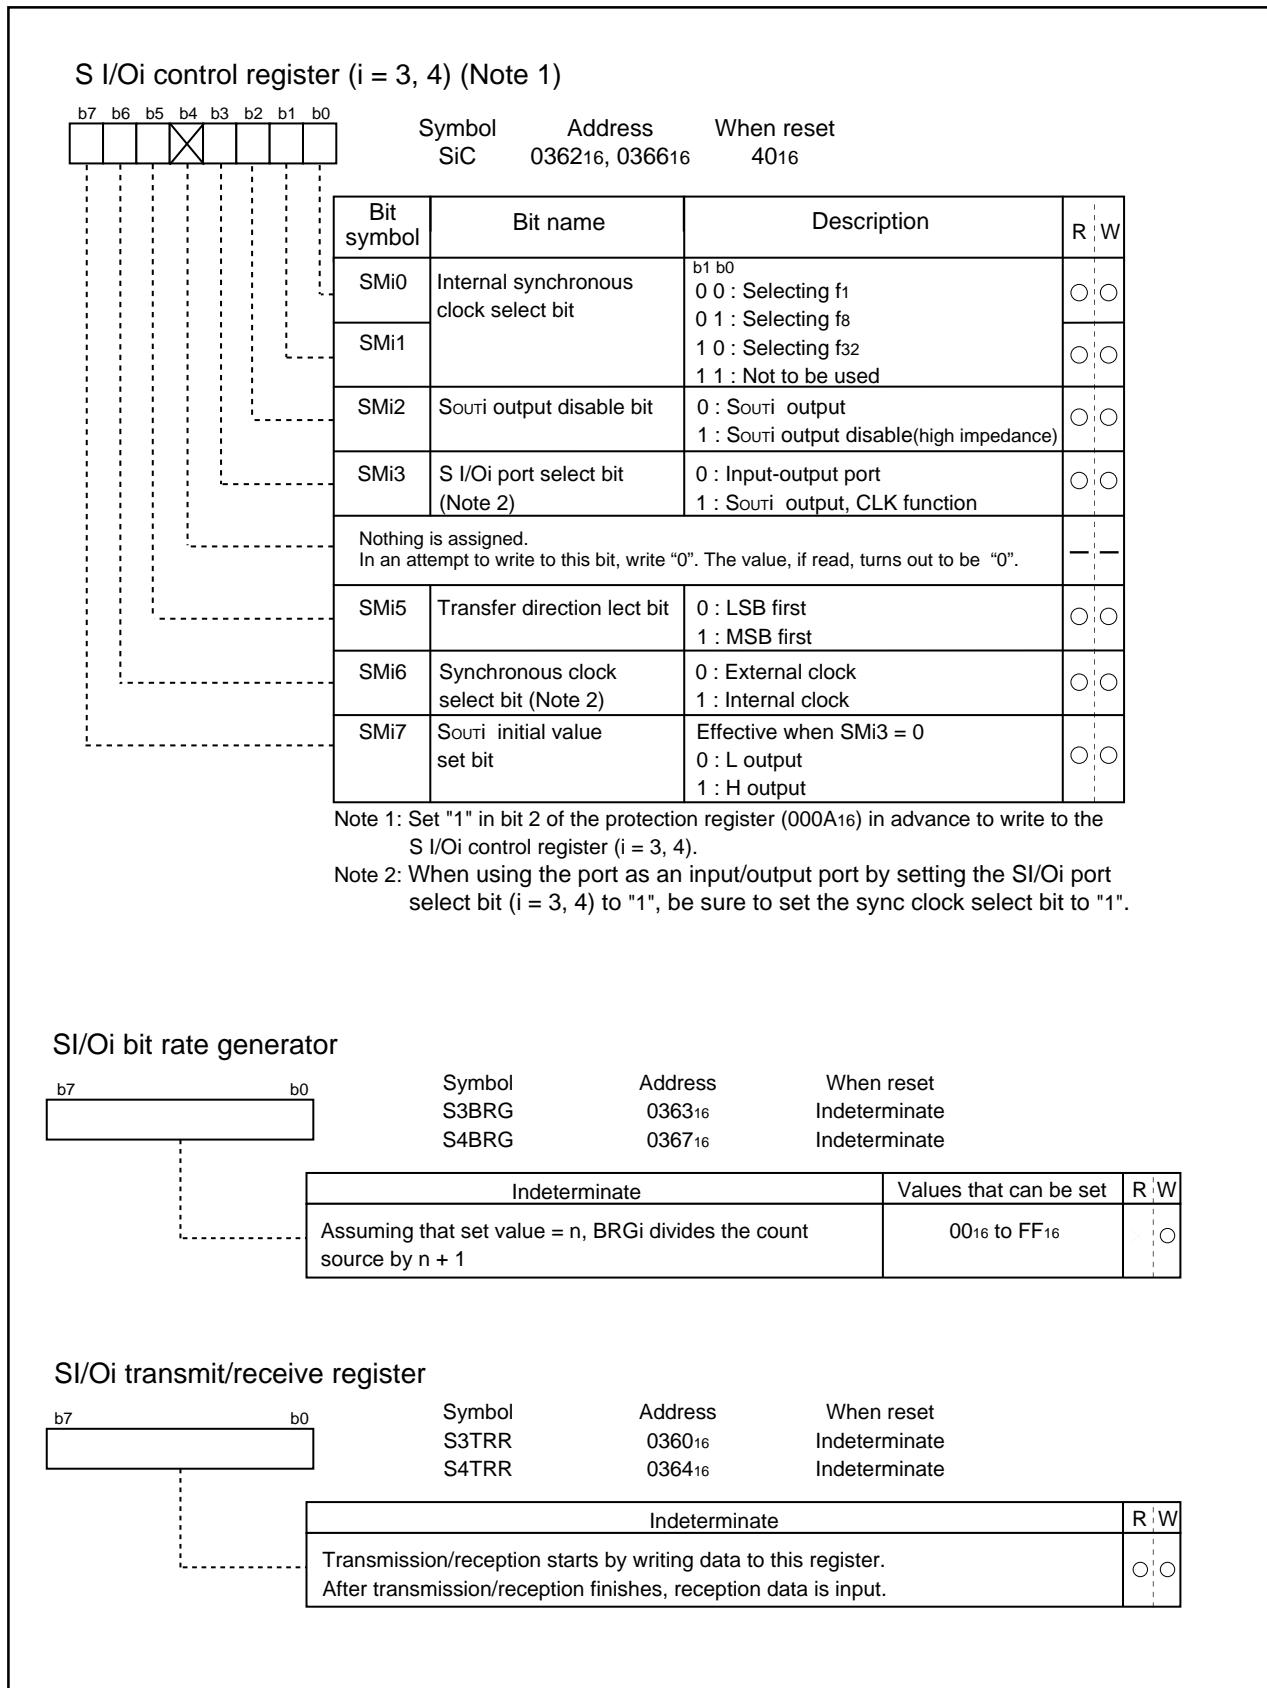 S I/Oi control register (i = 3, 4) (Note 1)
b7 b6 b5 b4 b3 b2 b1 b0
Symbol Address When reset
SiC 036216, 036616 4016
Bit symbol Bit name Description R W
SMi0 Internal synchronous clock select bit
b1 b0
0 0 : Selecting f1
0 1 : Selecting f8
SMi1
1 0 : Selecting f32
1 1 : Not to be used
SMi2 SOUTi output disable bit 0 : SOUTi output
1 : SOUTi output disable(high impedance)
SMi3 S I/Oi port select bit 0 : Input-output port
(Note 2) 1 : SOUTi output, CLK function
Nothing is assigned.
In an attempt to write to this bit, write “0”. The value, if read, turns out to be “0”.
SMi5 Transfer direction lect bit 0 : LSB first
1 : MSB first
SMi6 Synchronous clock 0 : External clock
select bit (Note 2) 1 : Internal clock
SMi7 SOUTi initial value Effective when SMi3 = 0
set bit 0 : L output
1 : H output
Note 1: Set "1" in bit 2 of the protection register (000A16) in advance to write to the
S I/Oi control register (i = 3, 4).
Note 2: When using the port as an input/output port by setting the SI/Oi port
select bit (i = 3, 4) to "1", be sure to set the sync clock select bit to "1".
SI/Oi bit rate generator
b7 b0
Symbol Address When reset
S3BRG 036316 Indeterminate
S4BRG 036716 Indeterminate
Indeterminate Values that can be set R W
Assuming that set value = n, BRGi divides the count 0016 to FF16
source by n + 1
SI/Oi transmit/receive register
b7 b0
Symbol Address When reset
S3TRR 036016 Indeterminate
S4TRR 036416 Indeterminate
Indeterminate R W
Transmission/reception starts by writing data to this register.
After transmission/reception finishes, reception data is input.